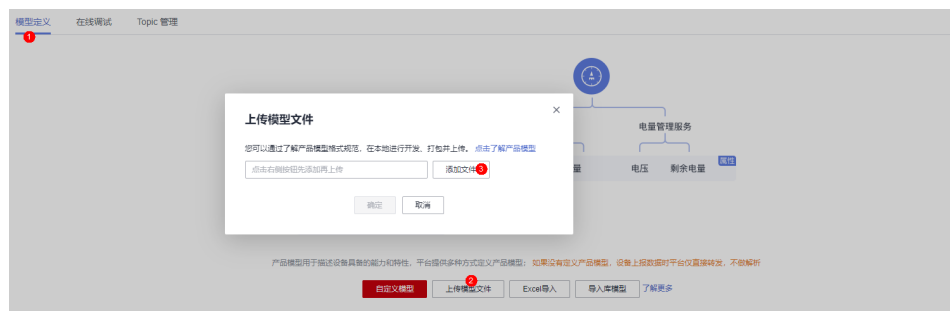 模型定义 在线调试 Topic 管理
1
电量管理服务
量 电压 剩余电量 属性
上传模型文件 ×
您可以通过了解产品模型格式规范，在本地进行开发，打包并上传。 点击了解产品模型
点击右侧按钮先添加再上传 添加文件 3
确定 取消
产品模型用于描述设备具备的能力和特性，平台提供多种方式定义产品模型；如果没有定义产品模型，设备上报数据时平台仅直接转发，不做解析
2
自定义模型 上传模型文件 Excel导入 导入库模型 了解更多